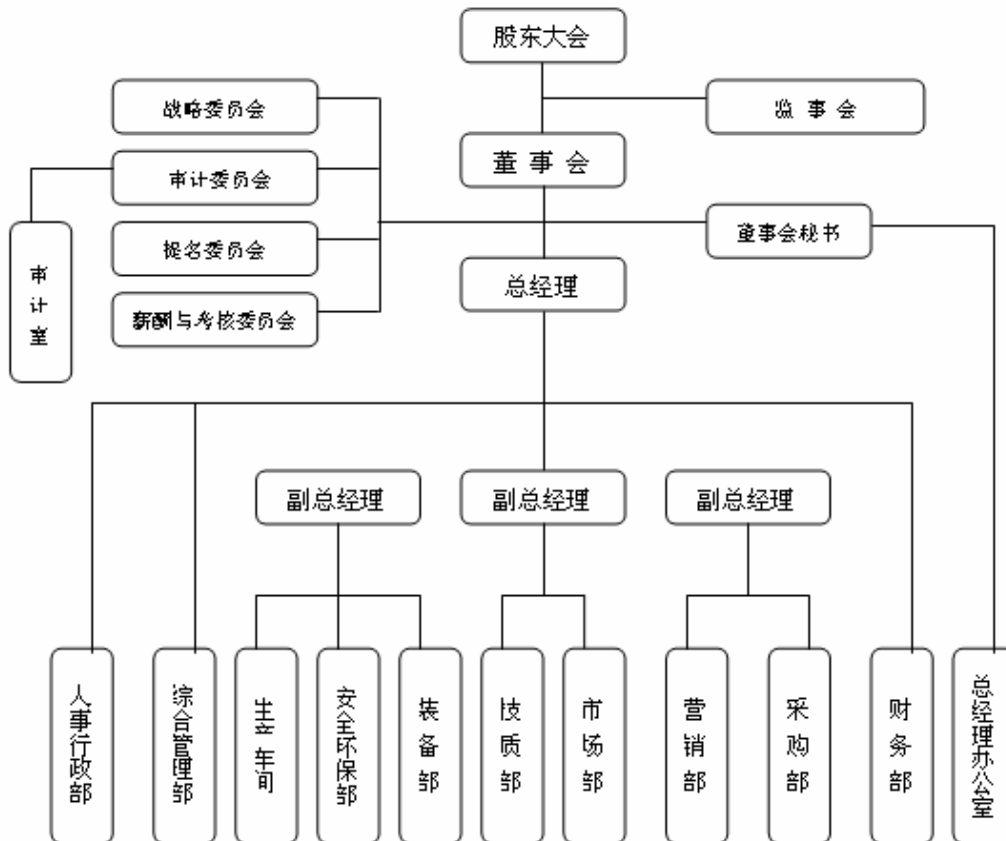 股东大会
战略委员会
监 事 会
董 事 会
审计委员会
董事会秘书
提名委员会
审计室
总经理
薪酬与考核委员会
副总经理
副总经理
副总经理
人事行政部
综合管理部
生产车间
安全环保部
装备部
技质部
市场部
营销部
采购部
财务部
总经理办公室